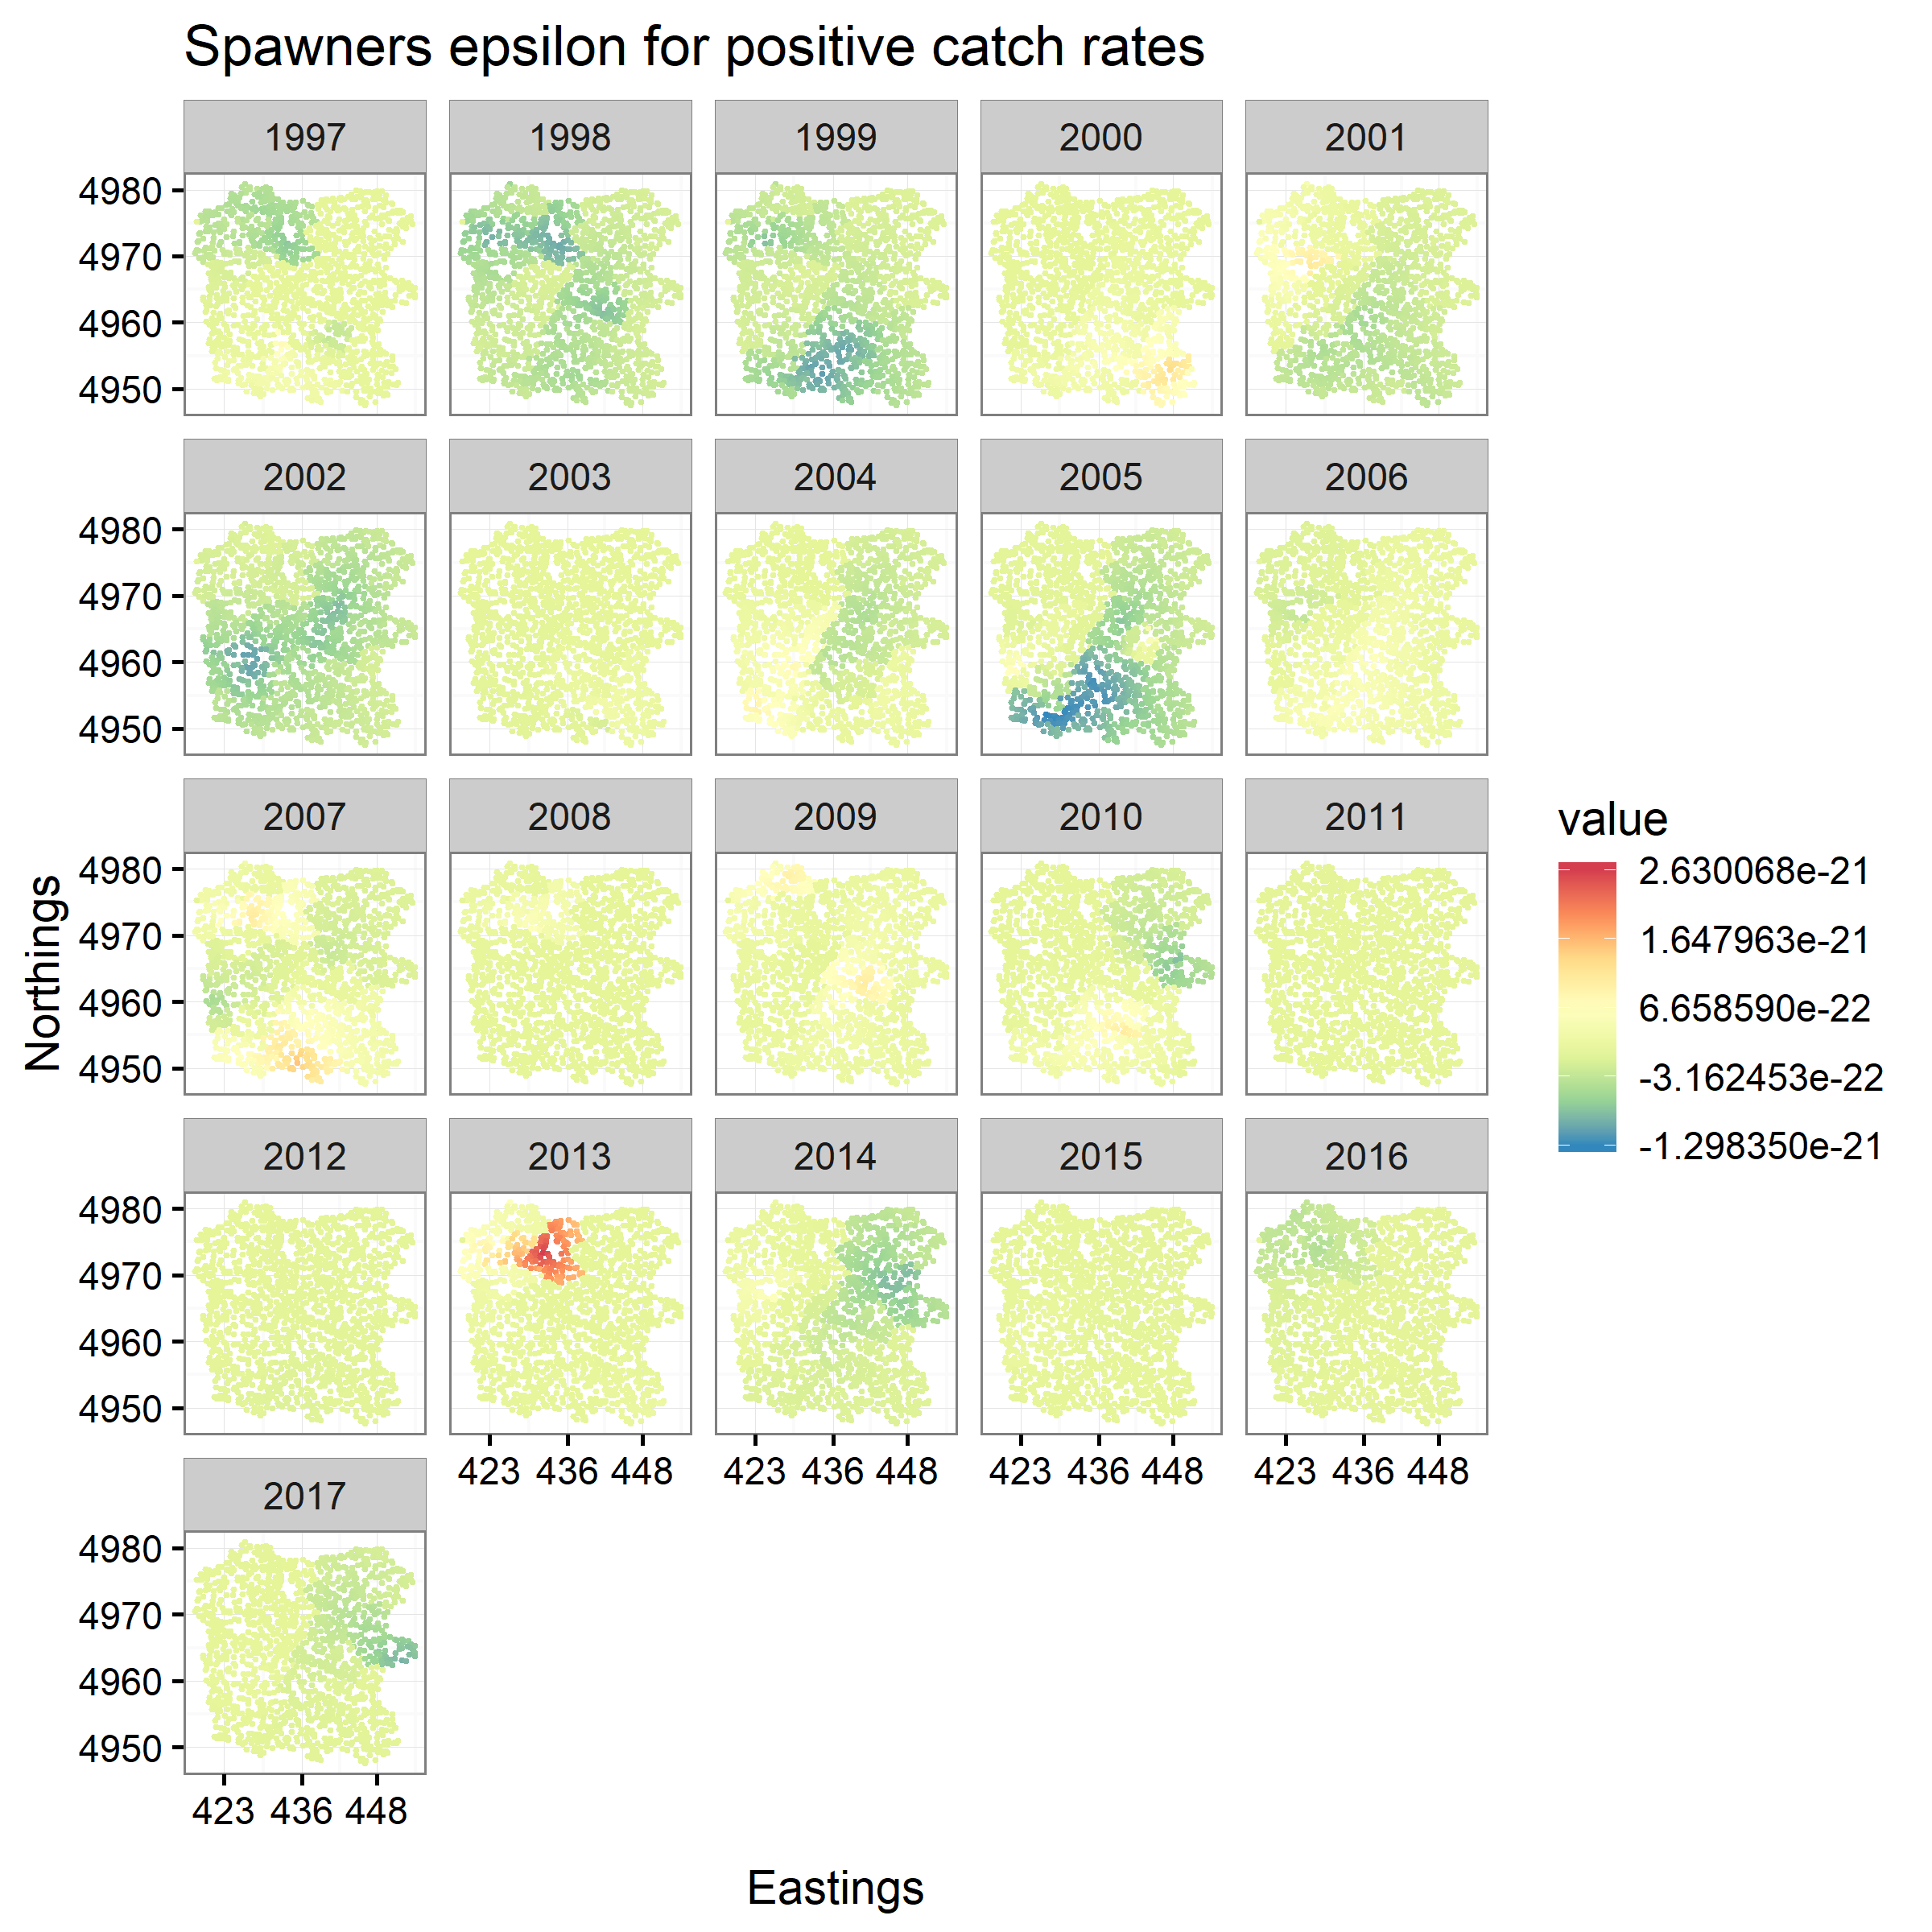 Spawners epsilon for positive catch rates
1997 1998 1999 2000 2001
4980
4970
4960
4950
2002 2003 2004 2005 2006
4980
4970
4960
4950
2007 2008 2009 2010 2011
4980
4970
4960
4950
2012 2013 2014 2015 2016
4980
4970
4960
4950
423 436 448 423 436 448 423 436 448 423 436 448
2017
4980
4970
4960
4950
423 436 448
Eastings
Northings
value
2.630068e-21
1.647963e-21
6.658590e-22
-3.162453e-22
-1.298350e-21